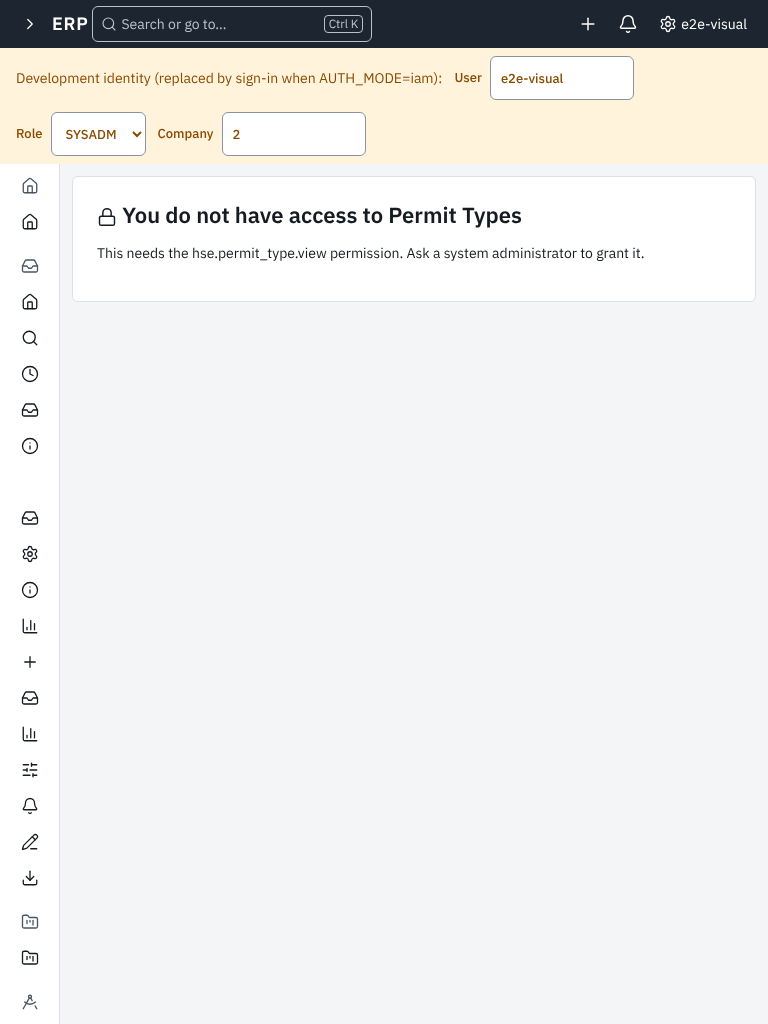 ERP
Search or go to...
Ctrl K
e2e-visual
Development identity (replaced by sign-in when AUTH_MODE=iam):
User
e2e-visual
Role
SYSADM
Company
2
You do not have access to Permit Types
This needs the hse.permit_type.view permission. Ask a system administrator to grant it.